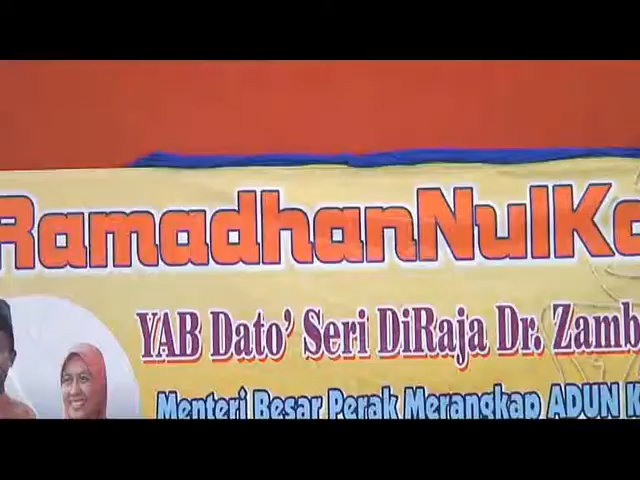 RamadhanNulKa
YAB Dato' Seri DiRaja Dr. Zamb
Menteri Besar Perak Merangkap ADUN K